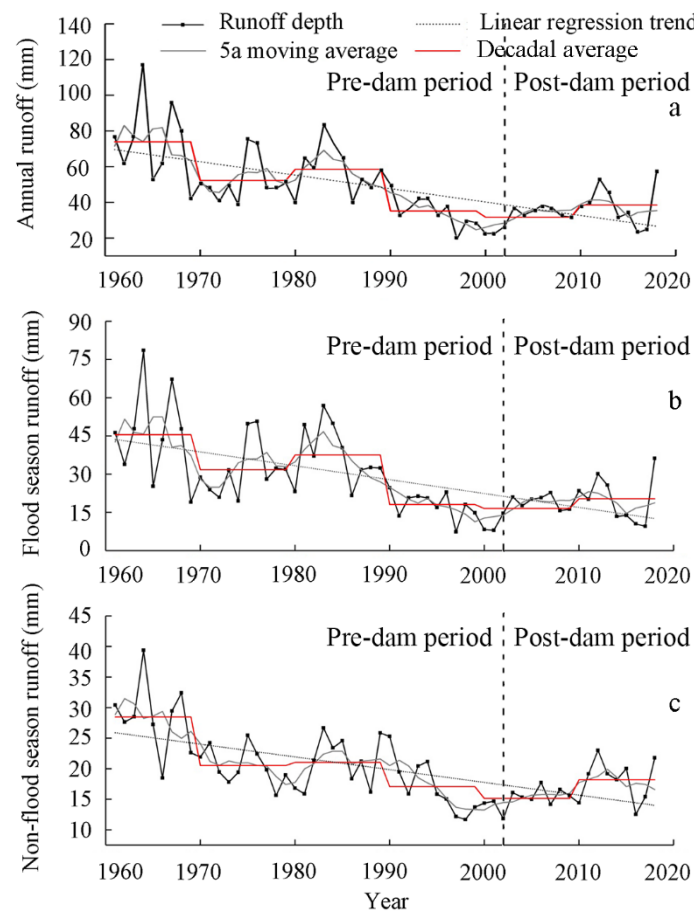 Runoff depth Linear regression trend
5a moving average Decadal average
Annual runoff (mm)
140
120
100
80
60
40
20
Pre-dam period Post-dam period
a
1960 1970 1980 1990 2000 2010 2020
Flood season runoff (mm)
90
75
60
45
30
15
0
Pre-dam period Post-dam period
b
1960 1970 1980 1990 2000 2010 2020
Non-flood season runoff (mm)
45
40
35
30
25
20
15
10
Pre-dam period Post-dam period
c
1960 1970 1980 1990 2000 2010 2020
Year